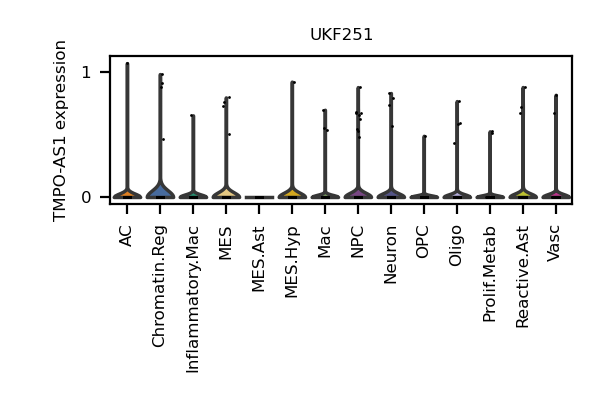 UKF251
TMPO-AS1 expression
1
0
AC
Chromatin.Reg
Inflammatory.Mac
MES
MES.Ast
MES.Hyp
Mac
NPC
Neuron
OPC
Oligo
Prolif.Metab
Reactive.Ast
Vasc